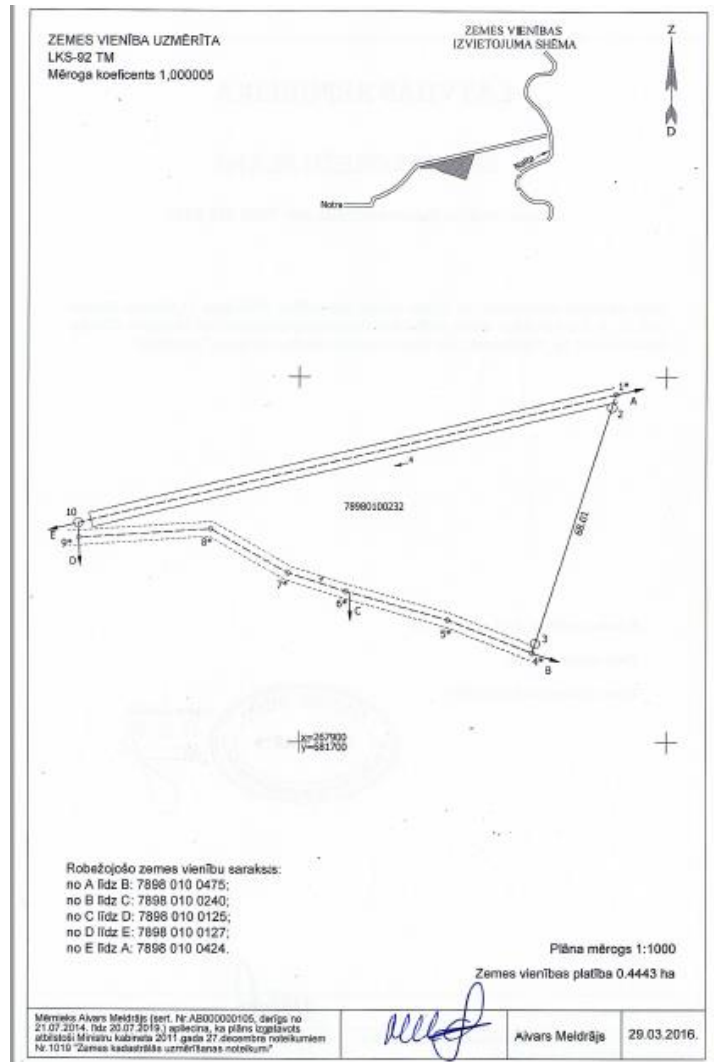 ZEMES VIENĪBA UZMĒRĪTA
LKS-92 TM
Mēroga koeficents 1,000005
ZEMES VIENĪBAS
IZVIETOJUMA SHĒMA
Z
D
Notra
1*
A
2
4
10
78980100232
E
9*
D
8*
68.01
7*
6*
C
5*
3
4*
B
x=267900
y=681700
Robežojošo zemes vienību saraksts:
no A līdz B: 7898 010 0475;
no B līdz C: 7898 010 0240;
no C līdz D: 7898 010 0125;
no D līdz E: 7898 010 0127;
no E līdz A: 7898 010 0424.
Plāna mērogs 1:1000
Zemes vienības platība 0.4443 ha
Mērnieks Aivars Meldrājs (sert. Nr.AB000000105, derīgs no
21.07.2014. līdz 20.07.2019.) apliecina, ka plāns izgatavots
atbilstoši Ministru kabineta 2011.gada 27.decembra noteikumiem
Nr.1019 "Zemes kadastrālās uzmērīšanas noteikumi"
Aivars Meldrājs
29.03.2016.